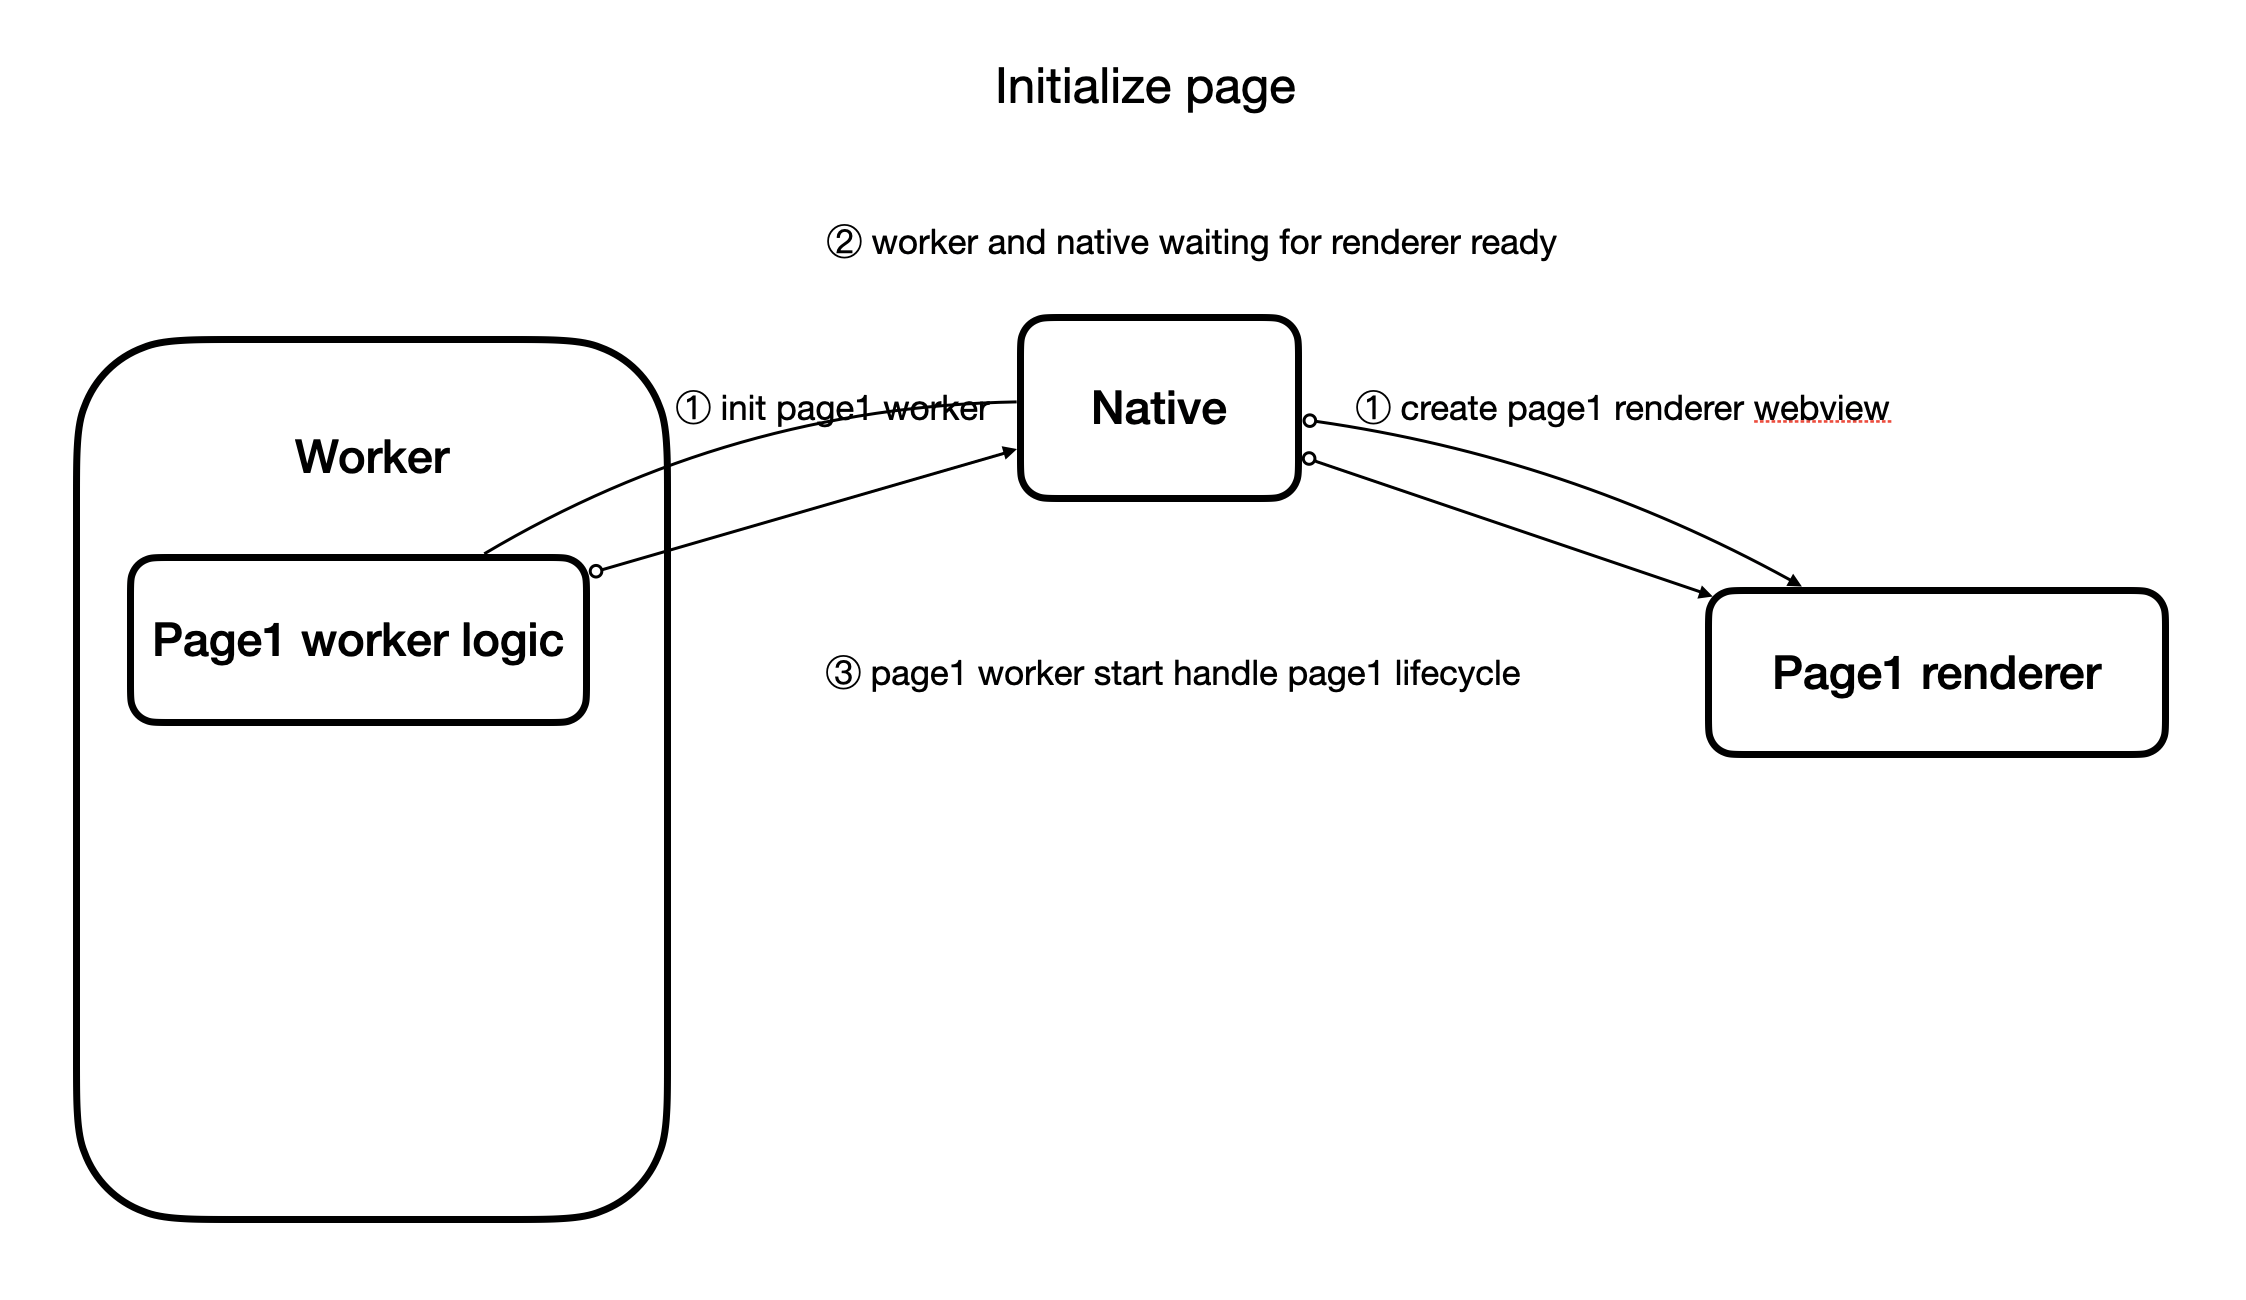 Initialize page
② worker and native waiting for renderer ready
① init page1 worker
Native
① create page1 renderer webview
Worker
Page1 worker logic
③ page1 worker start handle page1 lifecycle
Page1 renderer